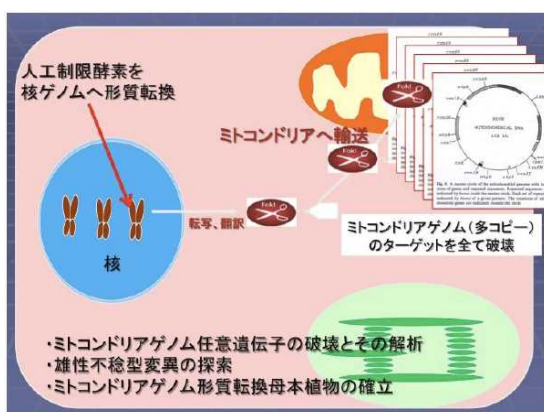 人工制限酵素を
核ゲノムへ形質転換
ミトコンドリアへ輸送
FokI
FokI
FokI
転写、翻訳
核
RICE
MITOCHONDRIAL DNA
ミトコンドリアゲノム(多コピー)
のターゲットを全て破壊
・ミトコンドリアゲノム任意遺伝子の破壊とその解析
・雄性不稔型変異の探索
・ミトコンドリアゲノム形質転換母本植物の確立